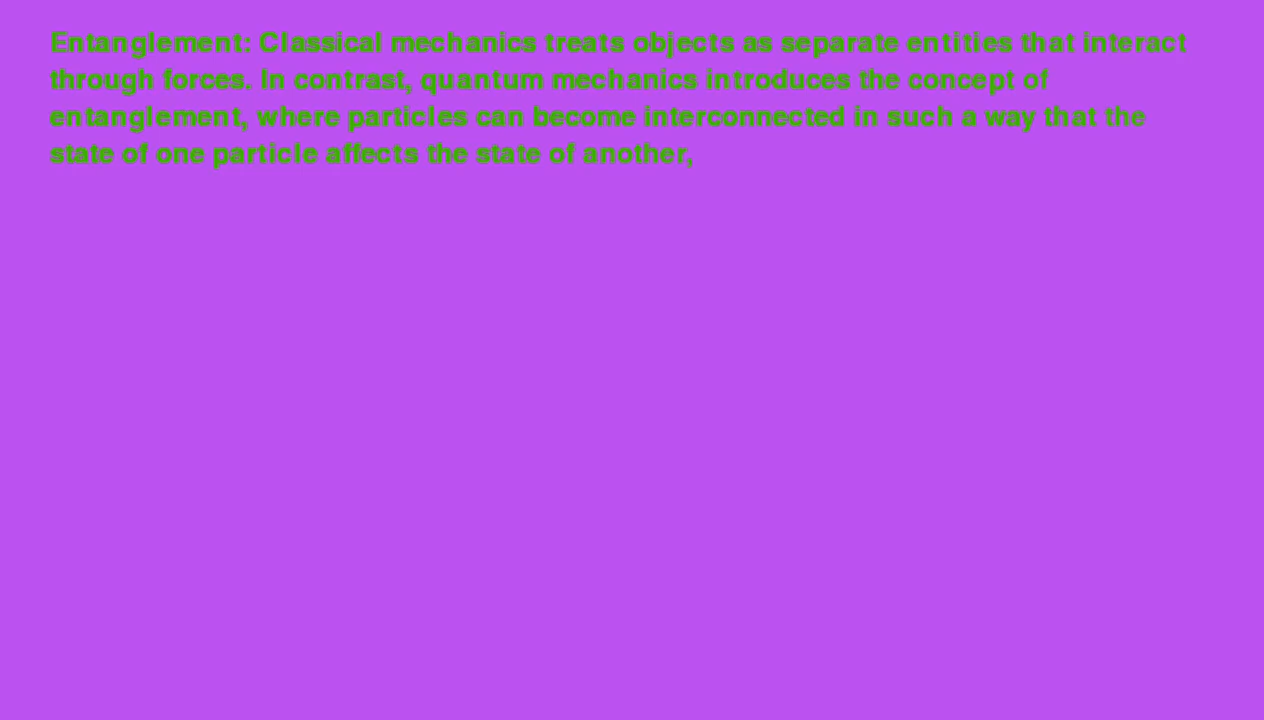 Entanglement: Classical mechanics treats objects as separate entities that interact
through forces. In contrast, quantum mechanics introduces the concept of
entanglement, where particles can become interconnected in such a way that the
state of one particle affects the state of another,